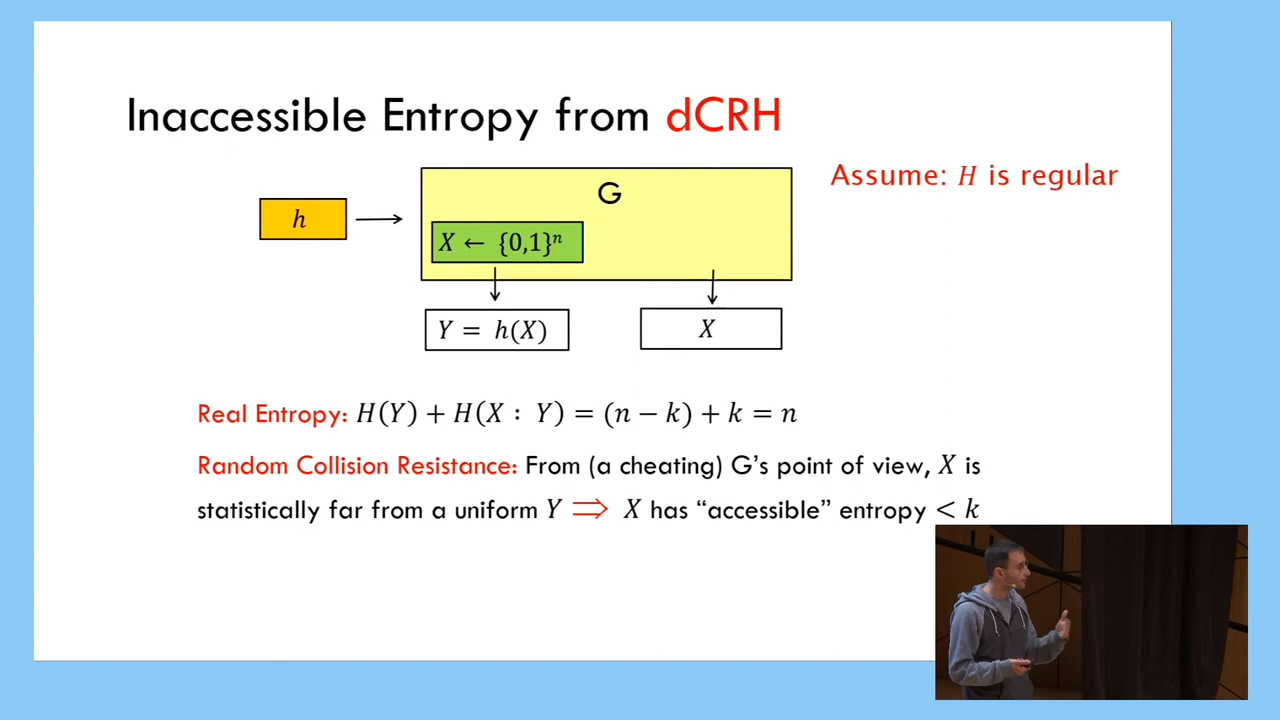 Inaccessible Entropy from dCRH
Assume: H is regular
G
h
X ← {0,1}ⁿ
Y = h(X)
X
Real Entropy: H(Y) + H(X : Y) = (n − k) + k = n
Random Collision Resistance: From (a cheating) G's point of view, X is
statistically far from a uniform Y ⟹ X has "accessible" entropy < k